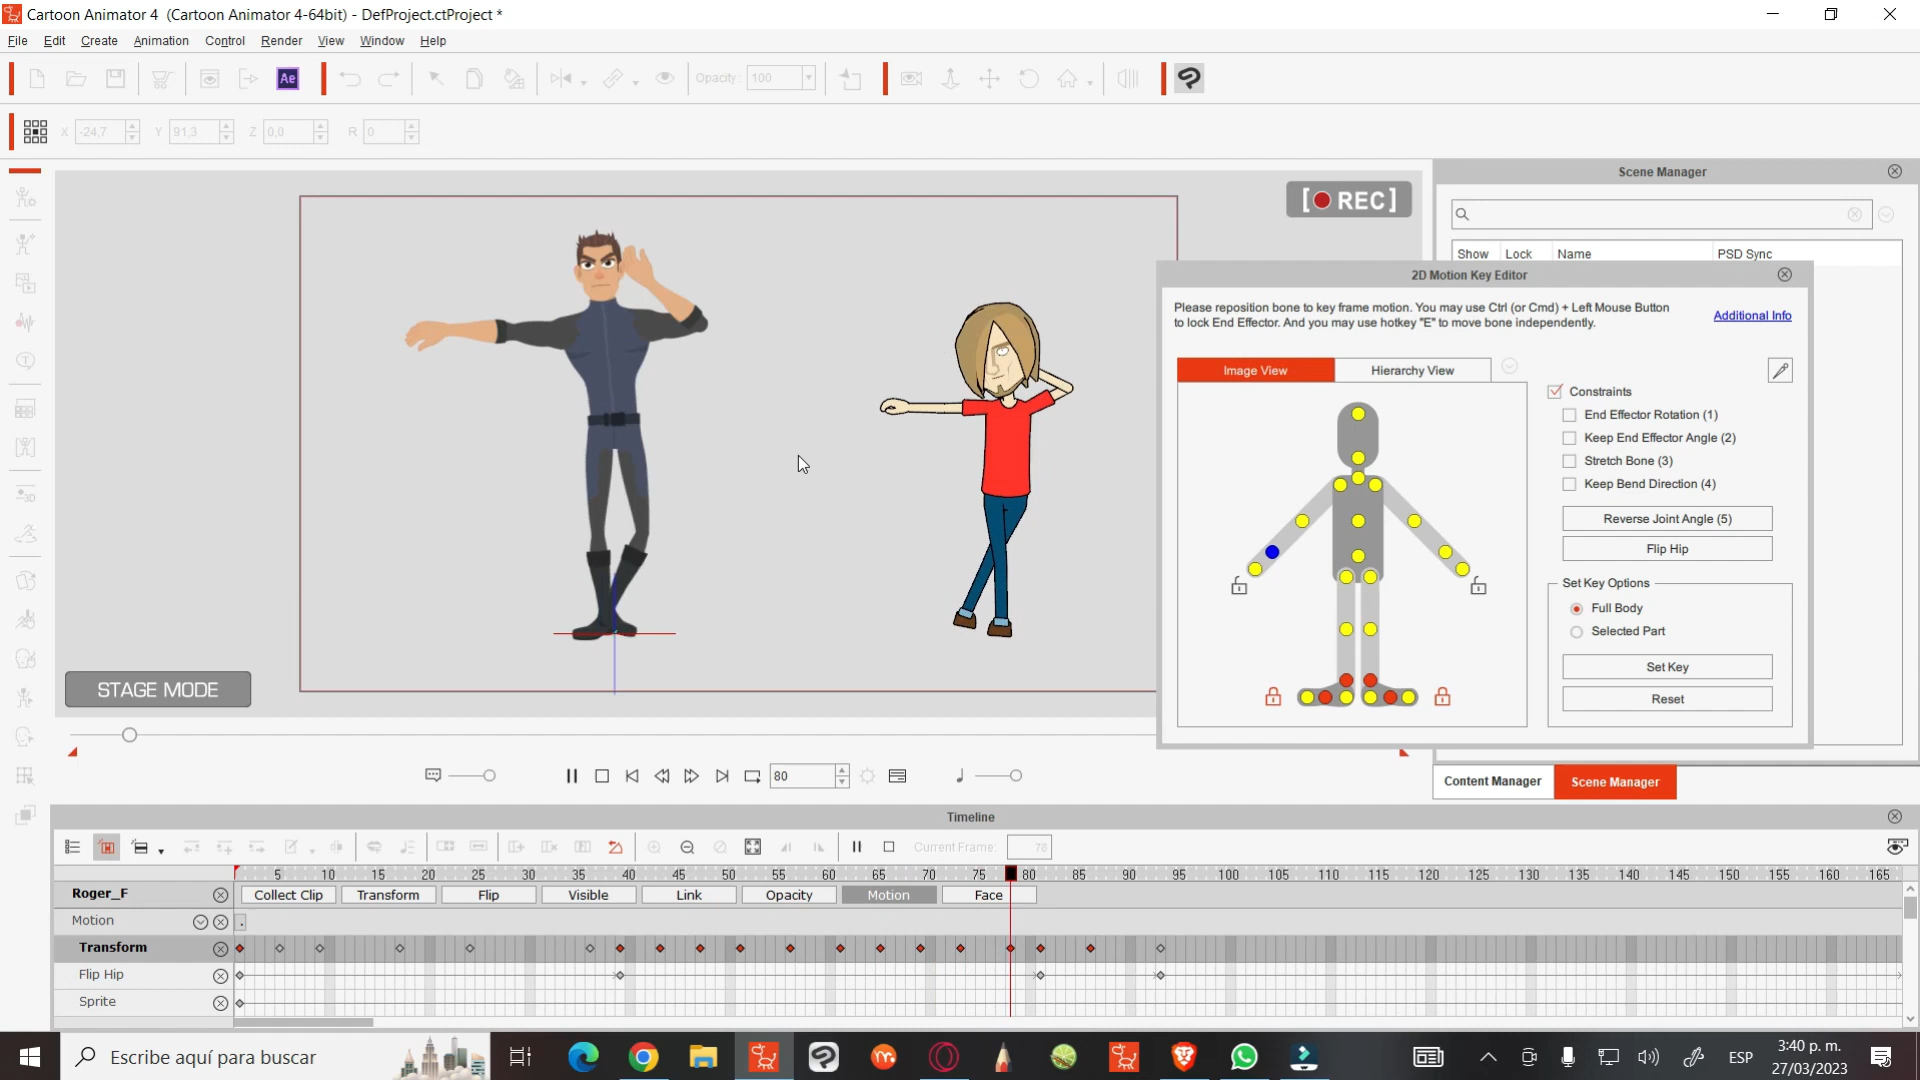 Cartoon Animator 4  (Cartoon Animator 4-64bit) - DefProject.ctProject *
File Edit Create Animation Control Render View Window Help
Ae Opacity: 100
X -24,7 Y 91,3 Z 0,0 R 0
[ REC ]
STAGE MODE
Scene Manager
Show Lock Name PSD Sync
2D Motion Key Editor
Please reposition bone to key frame motion. You may use Ctrl (or Cmd) + Left Mouse Button
to lock End Effector. And you may use hotkey "E" to move bone independently.
Additional Info
Image View Hierarchy View
Constraints
End Effector Rotation (1)
Keep End Effector Angle (2)
Stretch Bone (3)
Keep Bend Direction (4)
Reverse Joint Angle (5)
Flip Hip
Set Key Options
Full Body
Selected Part
Set Key
Reset
80
Content Manager Scene Manager
Timeline
Current Frame: 78
5 10 15 20 25 30 35 40 45 50 55 60 65 70 75 80 85 90 95 100 105 110 115 120 125 130 135 140 145 150 155 160 165
Roger_F Collect Clip Transform Flip Visible Link Opacity Motion Face
Motion
Transform
Flip Hip
Sprite
Escribe aquí para buscar
ESP
3:40 p. m.
27/03/2023